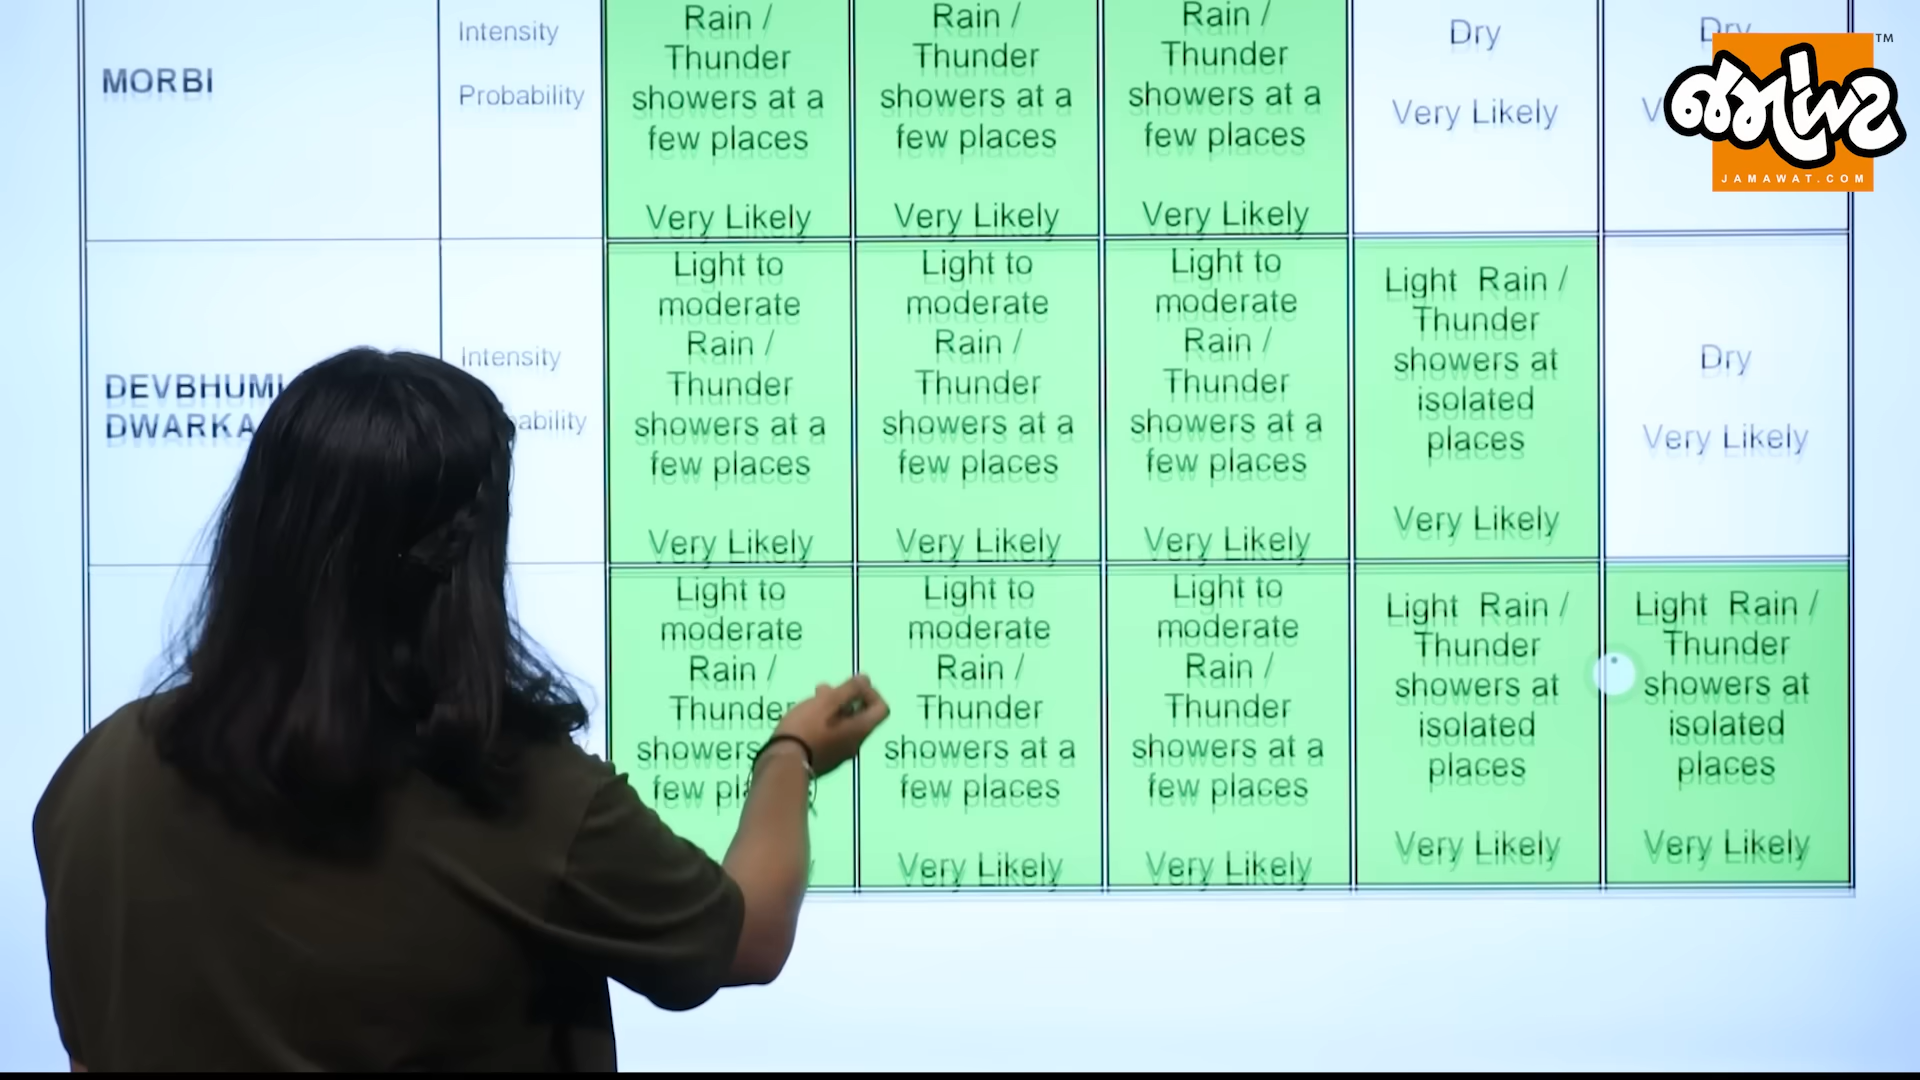 MORBI
Intensity
Probability
Rain /
Thunder
showers at a
few places
Very Likely
Rain /
Thunder
showers at a
few places
Very Likely
Rain /
Thunder
showers at a
few places
Very Likely
Dry
Very Likely
Dry
જમાવટ
TM
JAMAWAT.COM
DEVBHUMI
DWARKA
Intensity
Light to
moderate
Rain /
Thunder
showers at a
few places
Very Likely
Light to
moderate
Rain /
Thunder
showers at a
few places
Very Likely
Light to
moderate
Rain /
Thunder
showers at a
few places
Very Likely
Light Rain /
Thunder
showers at
isolated
places
Very Likely
Dry
Very Likely
Light to
moderate
Rain /
Thunder
showers
few
Light to
moderate
Rain /
Thunder
showers at a
few places
Very Likely
Light to
moderate
Rain /
Thunder
showers at a
few places
Very Likely
Light Rain /
Thunder
showers at
isolated
places
Very Likely
Light Rain /
Thunder
showers at
isolated
places
Very Likely